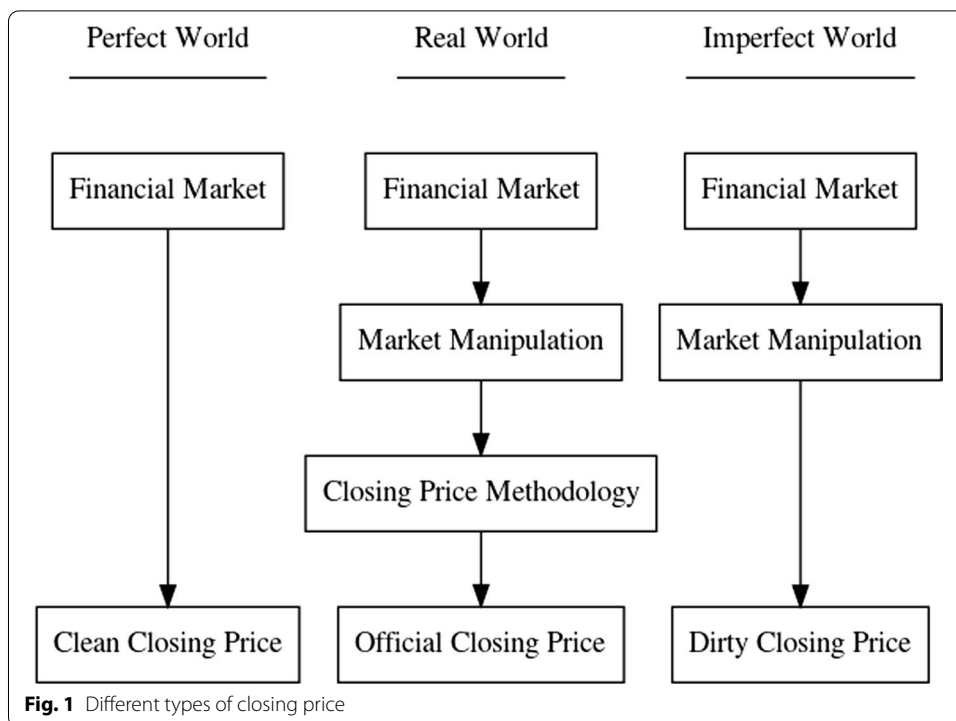 Perfect World
Real World
Imperfect World
Financial Market
Financial Market
Financial Market
Market Manipulation
Market Manipulation
Closing Price Methodology
Clean Closing Price
Official Closing Price
Dirty Closing Price
Fig. 1 Different types of closing price